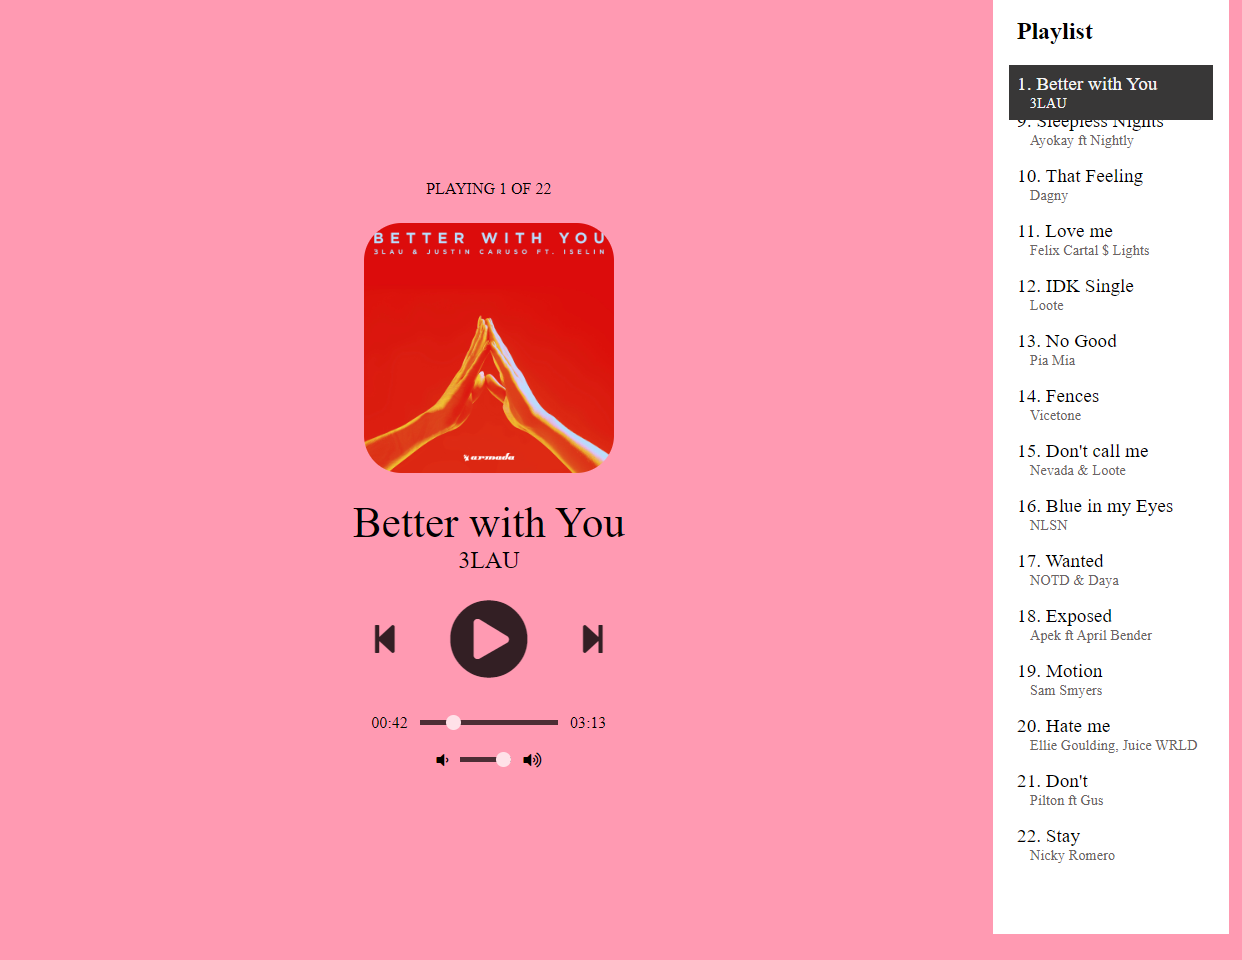 PLAYING 1 OF 22
BETTER WITH YOU
3LAU & JUSTIN CARUSO FT. ISELIN
armada
Better with You
3LAU
00:42
03:13
Playlist
1. Better with You
3LAU
9. Sleepless Nights
Ayokay ft Nightly
10. That Feeling
Dagny
11. Love me
Felix Cartal $ Lights
12. IDK Single
Loote
13. No Good
Pia Mia
14. Fences
Vicetone
15. Don't call me
Nevada & Loote
16. Blue in my Eyes
NLSN
17. Wanted
NOTD & Daya
18. Exposed
Apek ft April Bender
19. Motion
Sam Smyers
20. Hate me
Ellie Goulding, Juice WRLD
21. Don't
Pilton ft Gus
22. Stay
Nicky Romero